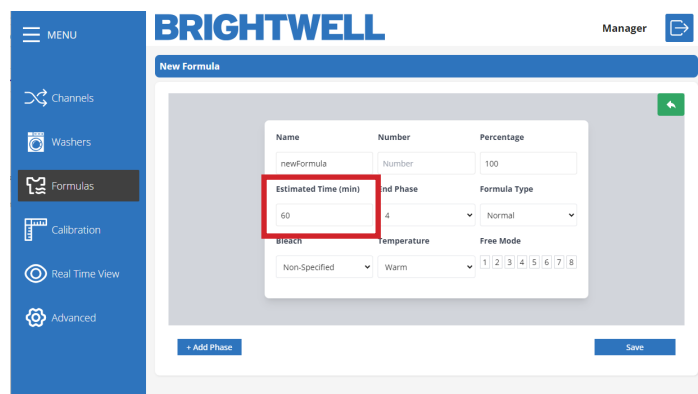 MENU
BRIGHTWELL
Manager
New Formula
Channels
Washers
Formulas
Calibration
Real Time View
Advanced
Name Number Percentage
newFormula Number 100
Estimated Time (min) End Phase Formula Type
60 4 Normal
Bleach Temperature Free Mode
Non-Specified Warm 1 2 3 4 5 6 7 8
+ Add Phase Save